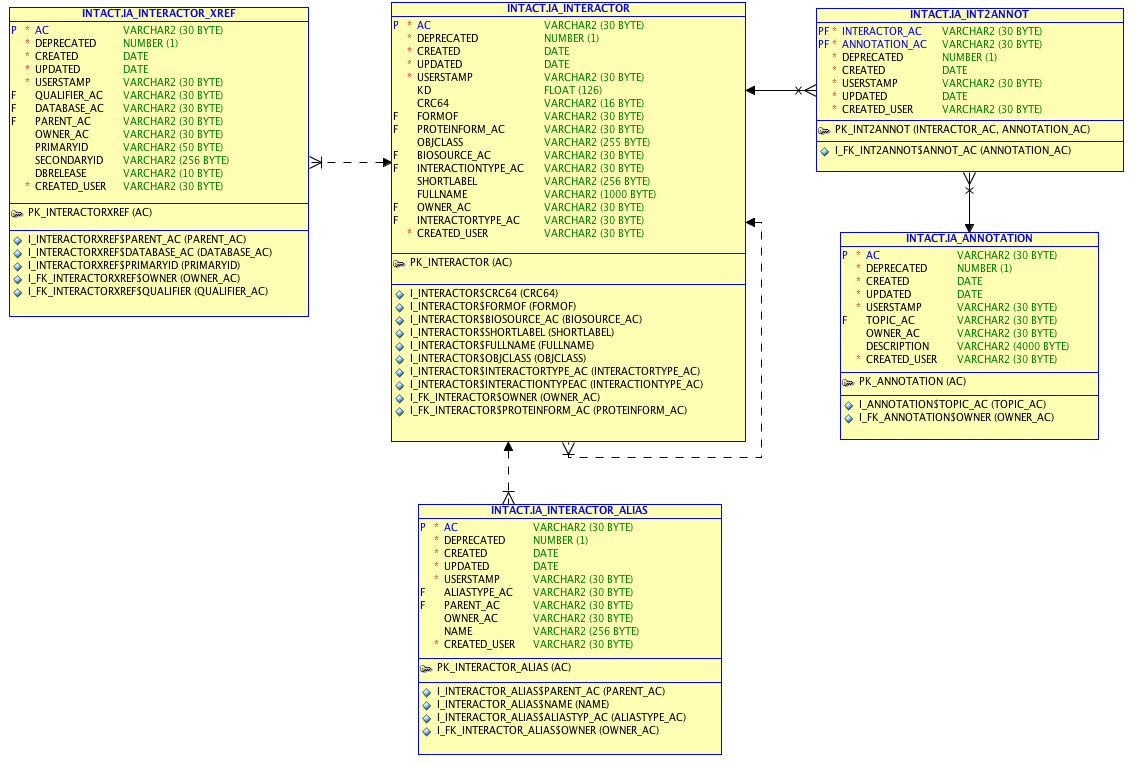 INTACT.IA_INTERACTOR_XREF
P * AC VARCHAR2 (30 BYTE)
* DEPRECATED NUMBER (1)
* CREATED DATE
* UPDATED DATE
* USERSTAMP VARCHAR2 (30 BYTE)
F QUALIFIER_AC VARCHAR2 (30 BYTE)
F DATABASE_AC VARCHAR2 (30 BYTE)
F PARENT_AC VARCHAR2 (30 BYTE)
OWNER_AC VARCHAR2 (30 BYTE)
PRIMARYID VARCHAR2 (50 BYTE)
SECONDARYID VARCHAR2 (256 BYTE)
DBRELEASE VARCHAR2 (10 BYTE)
* CREATED_USER VARCHAR2 (30 BYTE)
PK_INTERACTORXREF (AC)
I_INTERACTORXREF$PARENT_AC (PARENT_AC)
I_INTERACTORXREF$DATABASE_AC (DATABASE_AC)
I_INTERACTORXREF$PRIMARYID (PRIMARYID)
I_FK_INTERACTORXREF$OWNER (OWNER_AC)
I_FK_INTERACTORXREF$QUALIFIER (QUALIFIER_AC)
INTACT.IA_INTERACTOR
P * AC VARCHAR2 (30 BYTE)
* DEPRECATED NUMBER (1)
* CREATED DATE
* UPDATED DATE
* USERSTAMP VARCHAR2 (30 BYTE)
KD FLOAT (126)
CRC64 VARCHAR2 (16 BYTE)
F FORMOF VARCHAR2 (30 BYTE)
F PROTEINFORM_AC VARCHAR2 (30 BYTE)
OBJCLASS VARCHAR2 (255 BYTE)
F BIOSOURCE_AC VARCHAR2 (30 BYTE)
F INTERACTIONTYPE_AC VARCHAR2 (30 BYTE)
SHORTLABEL VARCHAR2 (256 BYTE)
FULLNAME VARCHAR2 (1000 BYTE)
F OWNER_AC VARCHAR2 (30 BYTE)
F INTERACTORTYPE_AC VARCHAR2 (30 BYTE)
* CREATED_USER VARCHAR2 (30 BYTE)
PK_INTERACTOR (AC)
I_INTERACTOR$CRC64 (CRC64)
I_INTERACTOR$FORMOF (FORMOF)
I_INTERACTOR$BIOSOURCE_AC (BIOSOURCE_AC)
I_INTERACTOR$SHORTLABEL (SHORTLABEL)
I_INTERACTOR$FULLNAME (FULLNAME)
I_INTERACTOR$OBJCLASS (OBJCLASS)
I_INTERACTOR$INTERACTORTYPE_AC (INTERACTORTYPE_AC)
I_INTERACTOR$INTERACTIONTYPEAC (INTERACTIONTYPE_AC)
I_FK_INTERACTOR$OWNER (OWNER_AC)
I_FK_INTERACTOR$PROTEINFORM_AC (PROTEINFORM_AC)
INTACT.IA_INT2ANNOT
PF * INTERACTOR_AC VARCHAR2 (30 BYTE)
PF * ANNOTATION_AC VARCHAR2 (30 BYTE)
* DEPRECATED NUMBER (1)
* CREATED DATE
* USERSTAMP VARCHAR2 (30 BYTE)
* UPDATED DATE
* CREATED_USER VARCHAR2 (30 BYTE)
PK_INT2ANNOT (INTERACTOR_AC, ANNOTATION_AC)
I_FK_INT2ANNOT$ANNOT_AC (ANNOTATION_AC)
INTACT.IA_ANNOTATION
P * AC VARCHAR2 (30 BYTE)
* DEPRECATED NUMBER (1)
* CREATED DATE
* UPDATED DATE
* USERSTAMP VARCHAR2 (30 BYTE)
F TOPIC_AC VARCHAR2 (30 BYTE)
OWNER_AC VARCHAR2 (30 BYTE)
DESCRIPTION VARCHAR2 (4000 BYTE)
* CREATED_USER VARCHAR2 (30 BYTE)
PK_ANNOTATION (AC)
I_ANNOTATION$TOPIC_AC (TOPIC_AC)
I_FK_ANNOTATION$OWNER (OWNER_AC)
INTACT.IA_INTERACTOR_ALIAS
P * AC VARCHAR2 (30 BYTE)
* DEPRECATED NUMBER (1)
* CREATED DATE
* UPDATED DATE
* USERSTAMP VARCHAR2 (30 BYTE)
F ALIASTYPE_AC VARCHAR2 (30 BYTE)
F PARENT_AC VARCHAR2 (30 BYTE)
OWNER_AC VARCHAR2 (30 BYTE)
NAME VARCHAR2 (256 BYTE)
* CREATED_USER VARCHAR2 (30 BYTE)
PK_INTERACTOR_ALIAS (AC)
I_INTERACTOR_ALIAS$PARENT_AC (PARENT_AC)
I_INTERACTOR_ALIAS$NAME (NAME)
I_INTERACTOR_ALIAS$ALIASTYP_AC (ALIASTYPE_AC)
I_FK_INTERACTOR_ALIAS$OWNER (OWNER_AC)